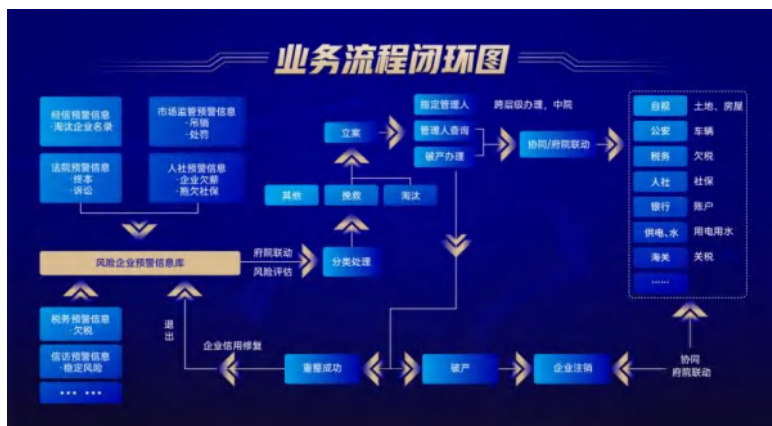 业务流程闭环图
经信预警信息
·淘汰企业名录
市场监管预警信息
·吊销
·处罚
法院预警信息
·终本
·诉讼
人社预警信息
·企业欠薪
·拖欠社保
风险企业预警信息库
税务预警信息
·欠税
信访预警信息
·稳定风险
... ...
府院联动
风险评估
分类处理
其他
挽救
淘汰
立案
指定管理人
跨层级办理，中院
管理人查询
破产办理
协同/府院联动
自规
土地、房屋
公安
车辆
税务
欠税
人社
社保
银行
账户
供电、水
用电用水
海关
关税
......
退出
企业信用修复
重整成功
破产
企业注销
协同
府院联动